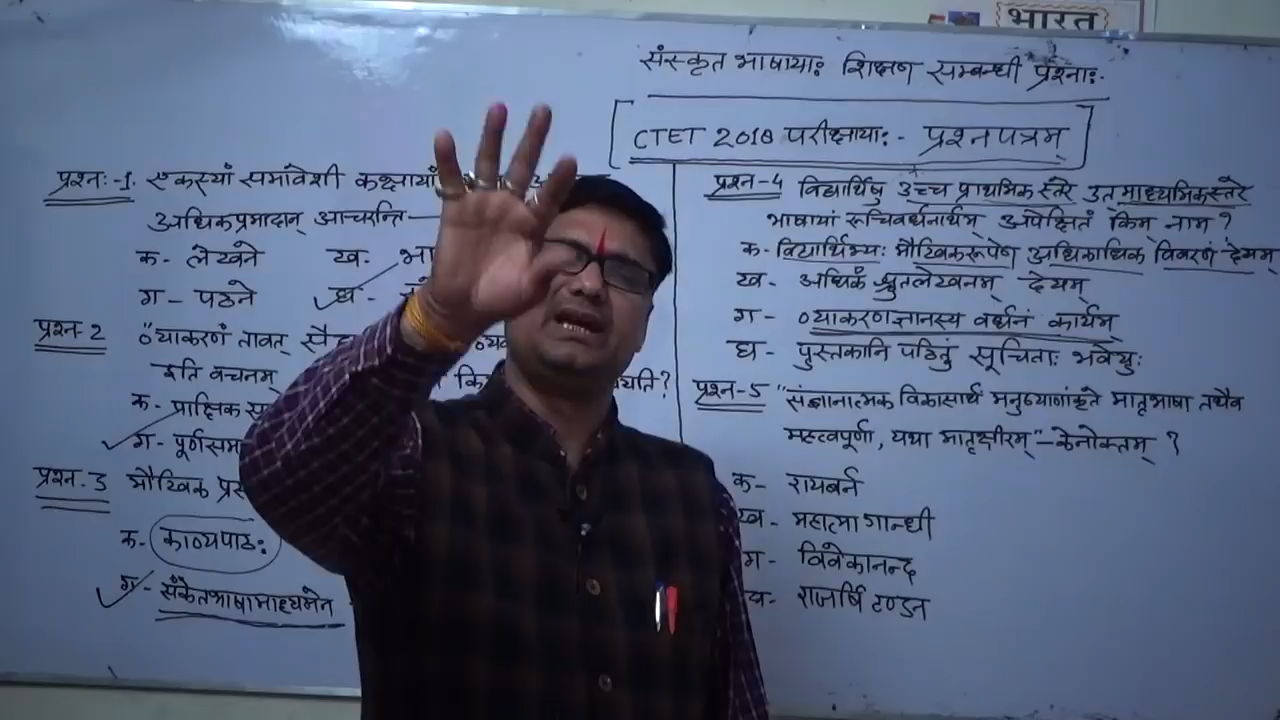 भारत
संस्कृत भाषायाः शिक्षण सम्बन्धी प्रश्नाः
CTET 2018 परीक्षायाः - प्रश्नपत्रम्
प्रश्नः-1. एकस्यां समावेशी कक्षायां
अधिकप्रमादान् आचरन्ति
क- लेखने ख- भा
ग- पठने घ-
प्रश्न-2 "व्याकरणं तावत्
इति वचनम् कि यति?
क- प्राक्षिक
ग- पूर्णसम
प्रश्न-3 मौखिक प्रस
क- काव्यपाठः
ग- संकेतभाषामाध्यमेन
प्रश्न-4 विद्यार्थिषु उच्च प्राथमिक स्तरे उत माध्यमिकस्तरे
भाषायां रूचिवर्धनार्थम् अपेक्षितं किम् नाम ?
क- विद्यार्थिभ्यः मौखिकरूपेण अधिकाधिक विवरणं देयम्
ख- अधिकं श्रुतलेखनम् देयम्
ग- व्याकरणज्ञानस्य वर्धनं कार्यम्
घ- पुस्तकानि पठितुं सूचिताः भवेयुः
प्रश्न-5 "संज्ञानात्मक विकासार्थं मनुष्याणांकृते मातृभाषा तथैव
महत्वपूर्णा, यथा मातृक्षीरम्" - केनोक्तम् ?
क- रायबर्न
ख- महात्मा गान्धी
ग- विवेकानन्द
घ- राजर्षि टण्डन